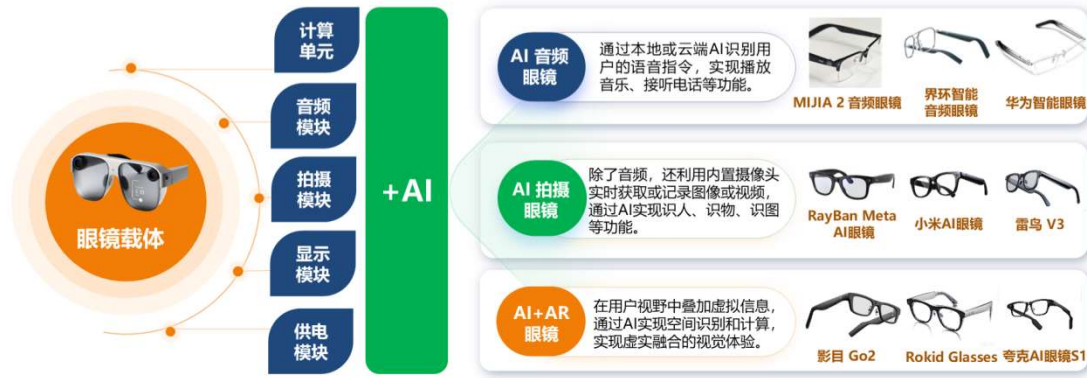 眼镜载体
计算
单元
音频
模块
拍摄
模块
显示
模块
供电
模块
+AI
AI 音频
眼镜
通过本地或云端AI识别用
户的语音指令，实现播放
音乐、接听电话等功能。
MIJIA 2 音频眼镜
界环智能
音频眼镜
华为智能眼镜
AI 拍摄
眼镜
除了音频，还利用内置摄像头
实时获取或记录图像或视频，
通过AI实现识人、识物、识图
等功能。
RayBan Meta
AI眼镜
小米AI眼镜
雷鸟 V3
AI+AR
眼镜
在用户视野中叠加虚拟信息，
通过AI实现空间识别和计算，
实现虚实融合的视觉体验。
影目 Go2
Rokid Glasses
夸克AI眼镜S1